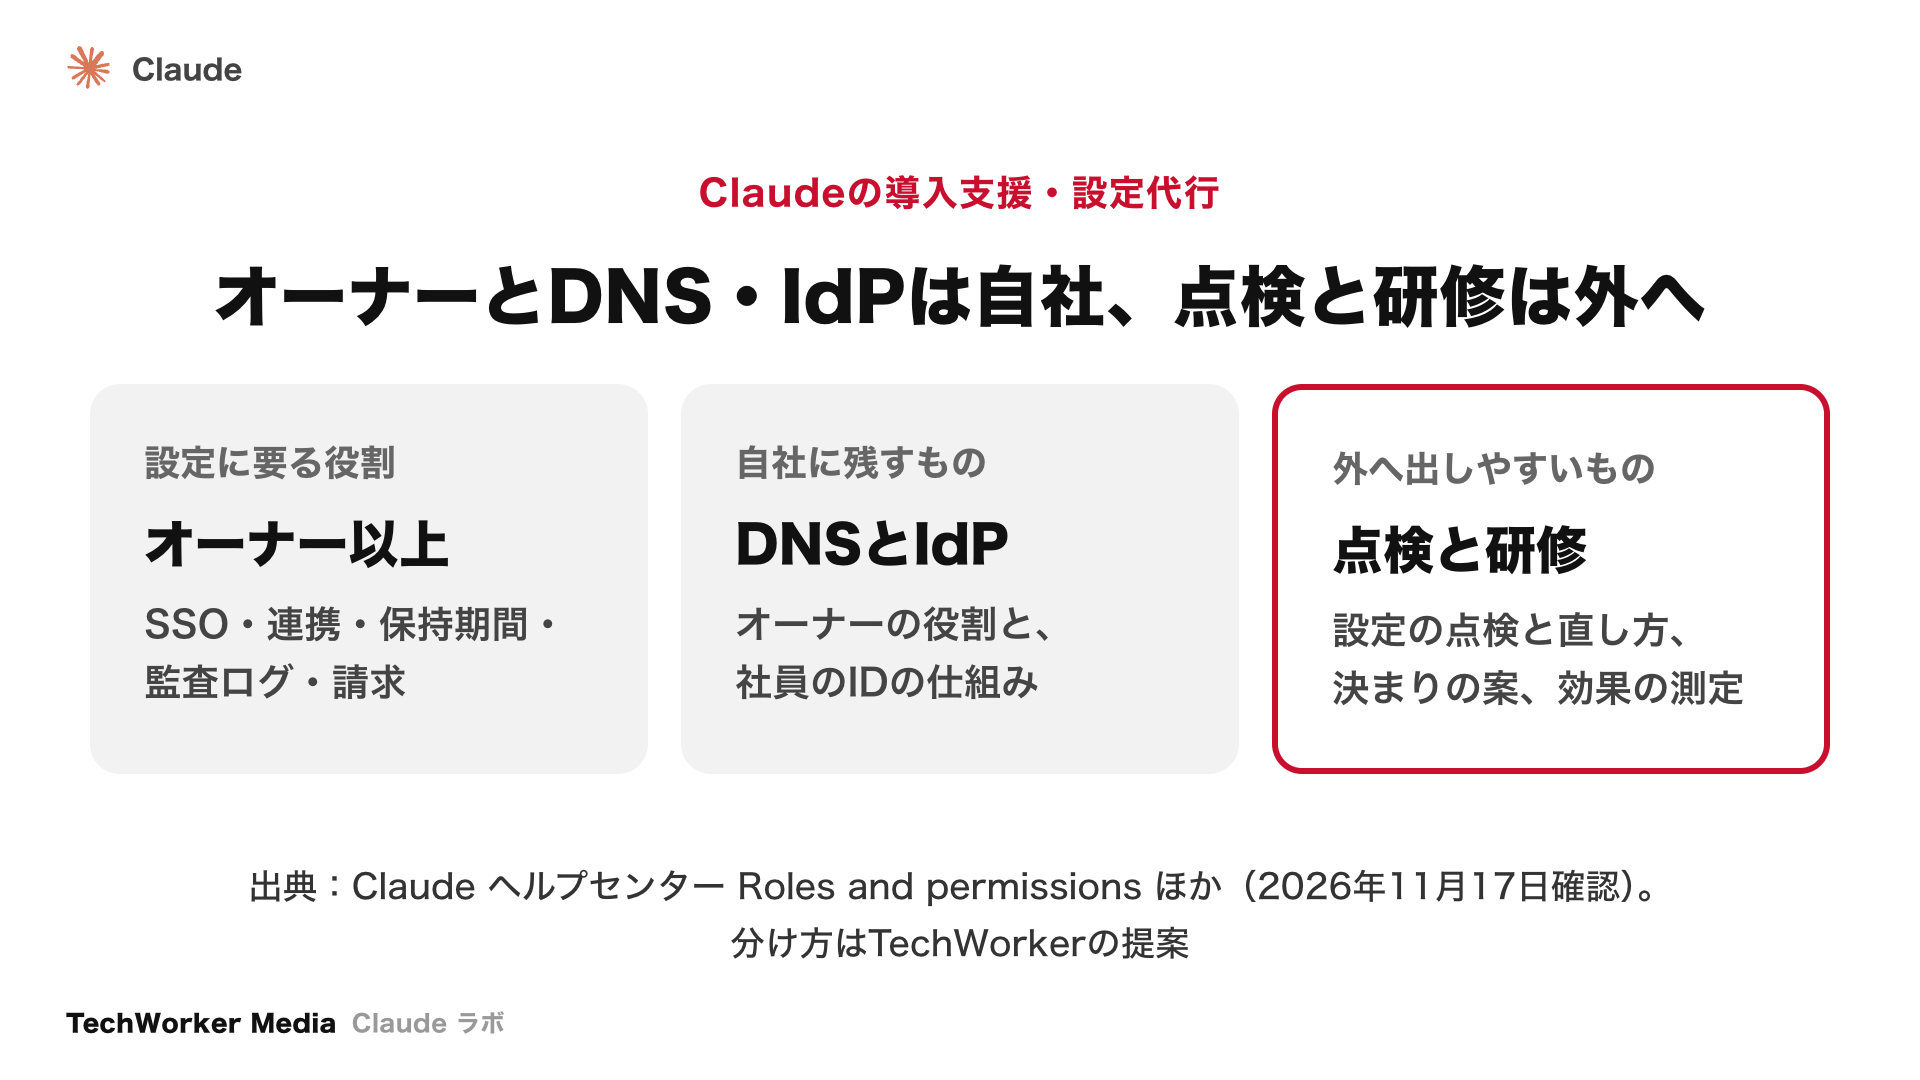 Claude
Claudeの導入支援・設定代行
オーナーとDNS・IdPは自社、点検と研修は外へ
設定に要る役割
オーナー以上
SSO・連携・保持期間・
監査ログ・請求
自社に残すもの
DNSとIdP
オーナーの役割と、
社員のIDの仕組み
外へ出しやすいもの
点検と研修
設定の点検と直し方、
決まりの案、効果の測定
出典：Claude ヘルプセンター Roles and permissions ほか（2026年11月17日確認）。
分け方はTechWorkerの提案
TechWorker Media Claude ラボ